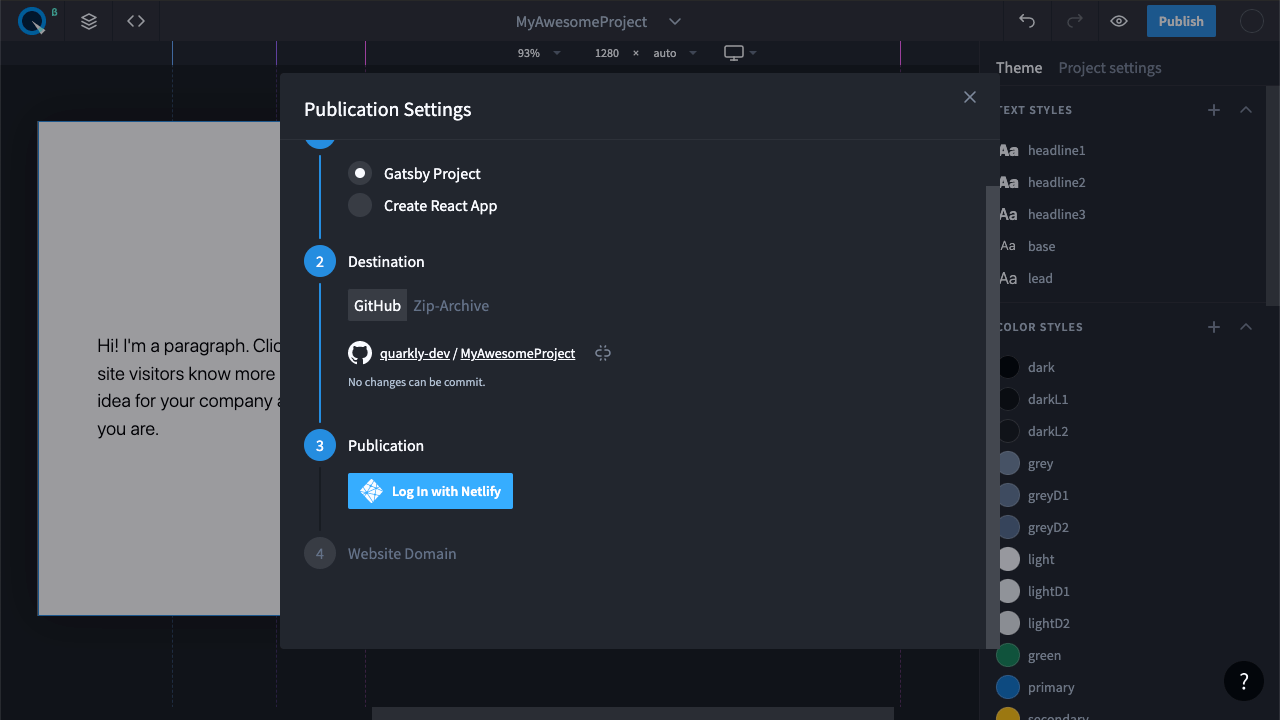 β
MyAwesomeProject
Publish
93%
1280 × auto
Theme
Project settings
Publication Settings
TEXT STYLES
Aa headline1
Aa headline2
Aa headline3
Aa base
Aa lead
COLOR STYLES
dark
darkL1
darkL2
grey
greyD1
greyD2
light
lightD1
lightD2
green
primary
secondary
Gatsby Project
Create React App
2 Destination
GitHub Zip-Archive
quarkly-dev / MyAwesomeProject
No changes can be commit.
3 Publication
Log In with Netlify
4 Website Domain
Hi! I'm a paragraph. Clic
site visitors know more
idea for your company a
you are.
?